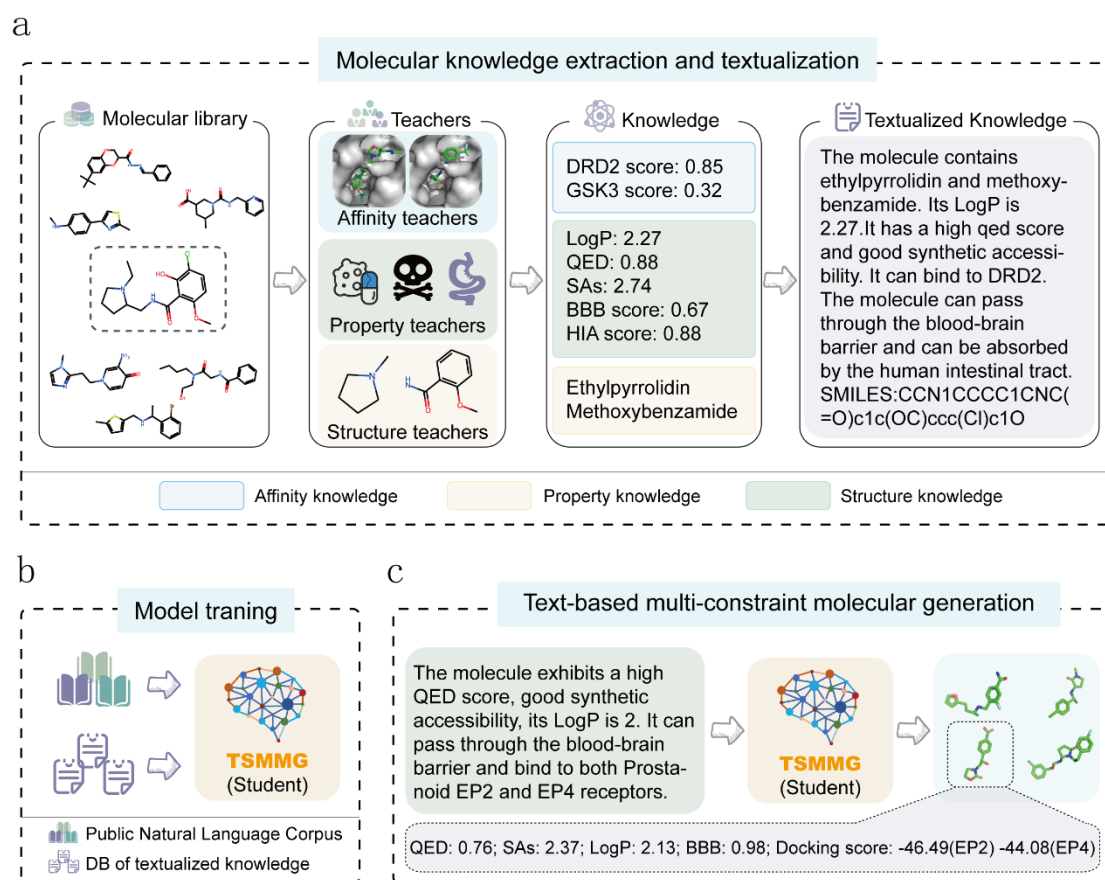 a
Molecular knowledge extraction and textualization
Molecular library
Teachers
Affinity teachers
Property teachers
Structure teachers
Knowledge
DRD2 score: 0.85
GSK3 score: 0.32
LogP: 2.27
QED: 0.88
SAs: 2.74
BBB score: 0.67
HIA score: 0.88
Ethylpyrrolidin
Methoxybenzamide
Textualized Knowledge
The molecule contains
ethylpyrrolidin and methoxy-
benzamide. Its LogP is
2.27.It has a high qed score
and good synthetic accessi-
bility. It can bind to DRD2.
The molecule can pass
through the blood-brain
barrier and can be absorbed
by the human intestinal tract.
SMILES:CCN1CCCC1CNC(
=O)c1c(OC)ccc(Cl)c1O
Affinity knowledge
Property knowledge
Structure knowledge
b
Model traning
TSMMG
(Student)
Public Natural Language Corpus
DB of textualized knowledge
c
Text-based multi-constraint molecular generation
The molecule exhibits a high
QED score, good synthetic
accessibility, its LogP is 2. It can
pass through the blood-brain
barrier and bind to both Prosta-
noid EP2 and EP4 receptors.
TSMMG
(Student)
QED: 0.76; SAs: 2.37; LogP: 2.13; BBB: 0.98; Docking score: -46.49(EP2) -44.08(EP4)